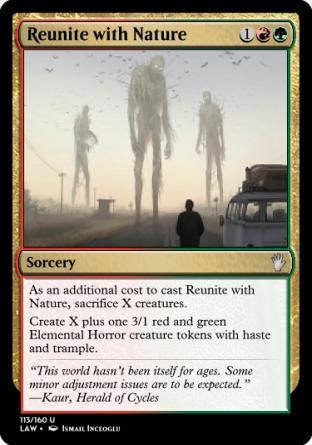 Reunite with Nature 1
Sorcery
As an additional cost to cast Reunite with
Nature, sacrifice X creatures.
Create X plus one 3/1 red and green
Elemental Horror creature tokens with haste
and trample.
“This world hasn’t been itself for ages. Some
minor adjustment issues are to be expected.”
—Kaur, Herald of Cycles
113/160 U
LAW • Ismail Inceoglu